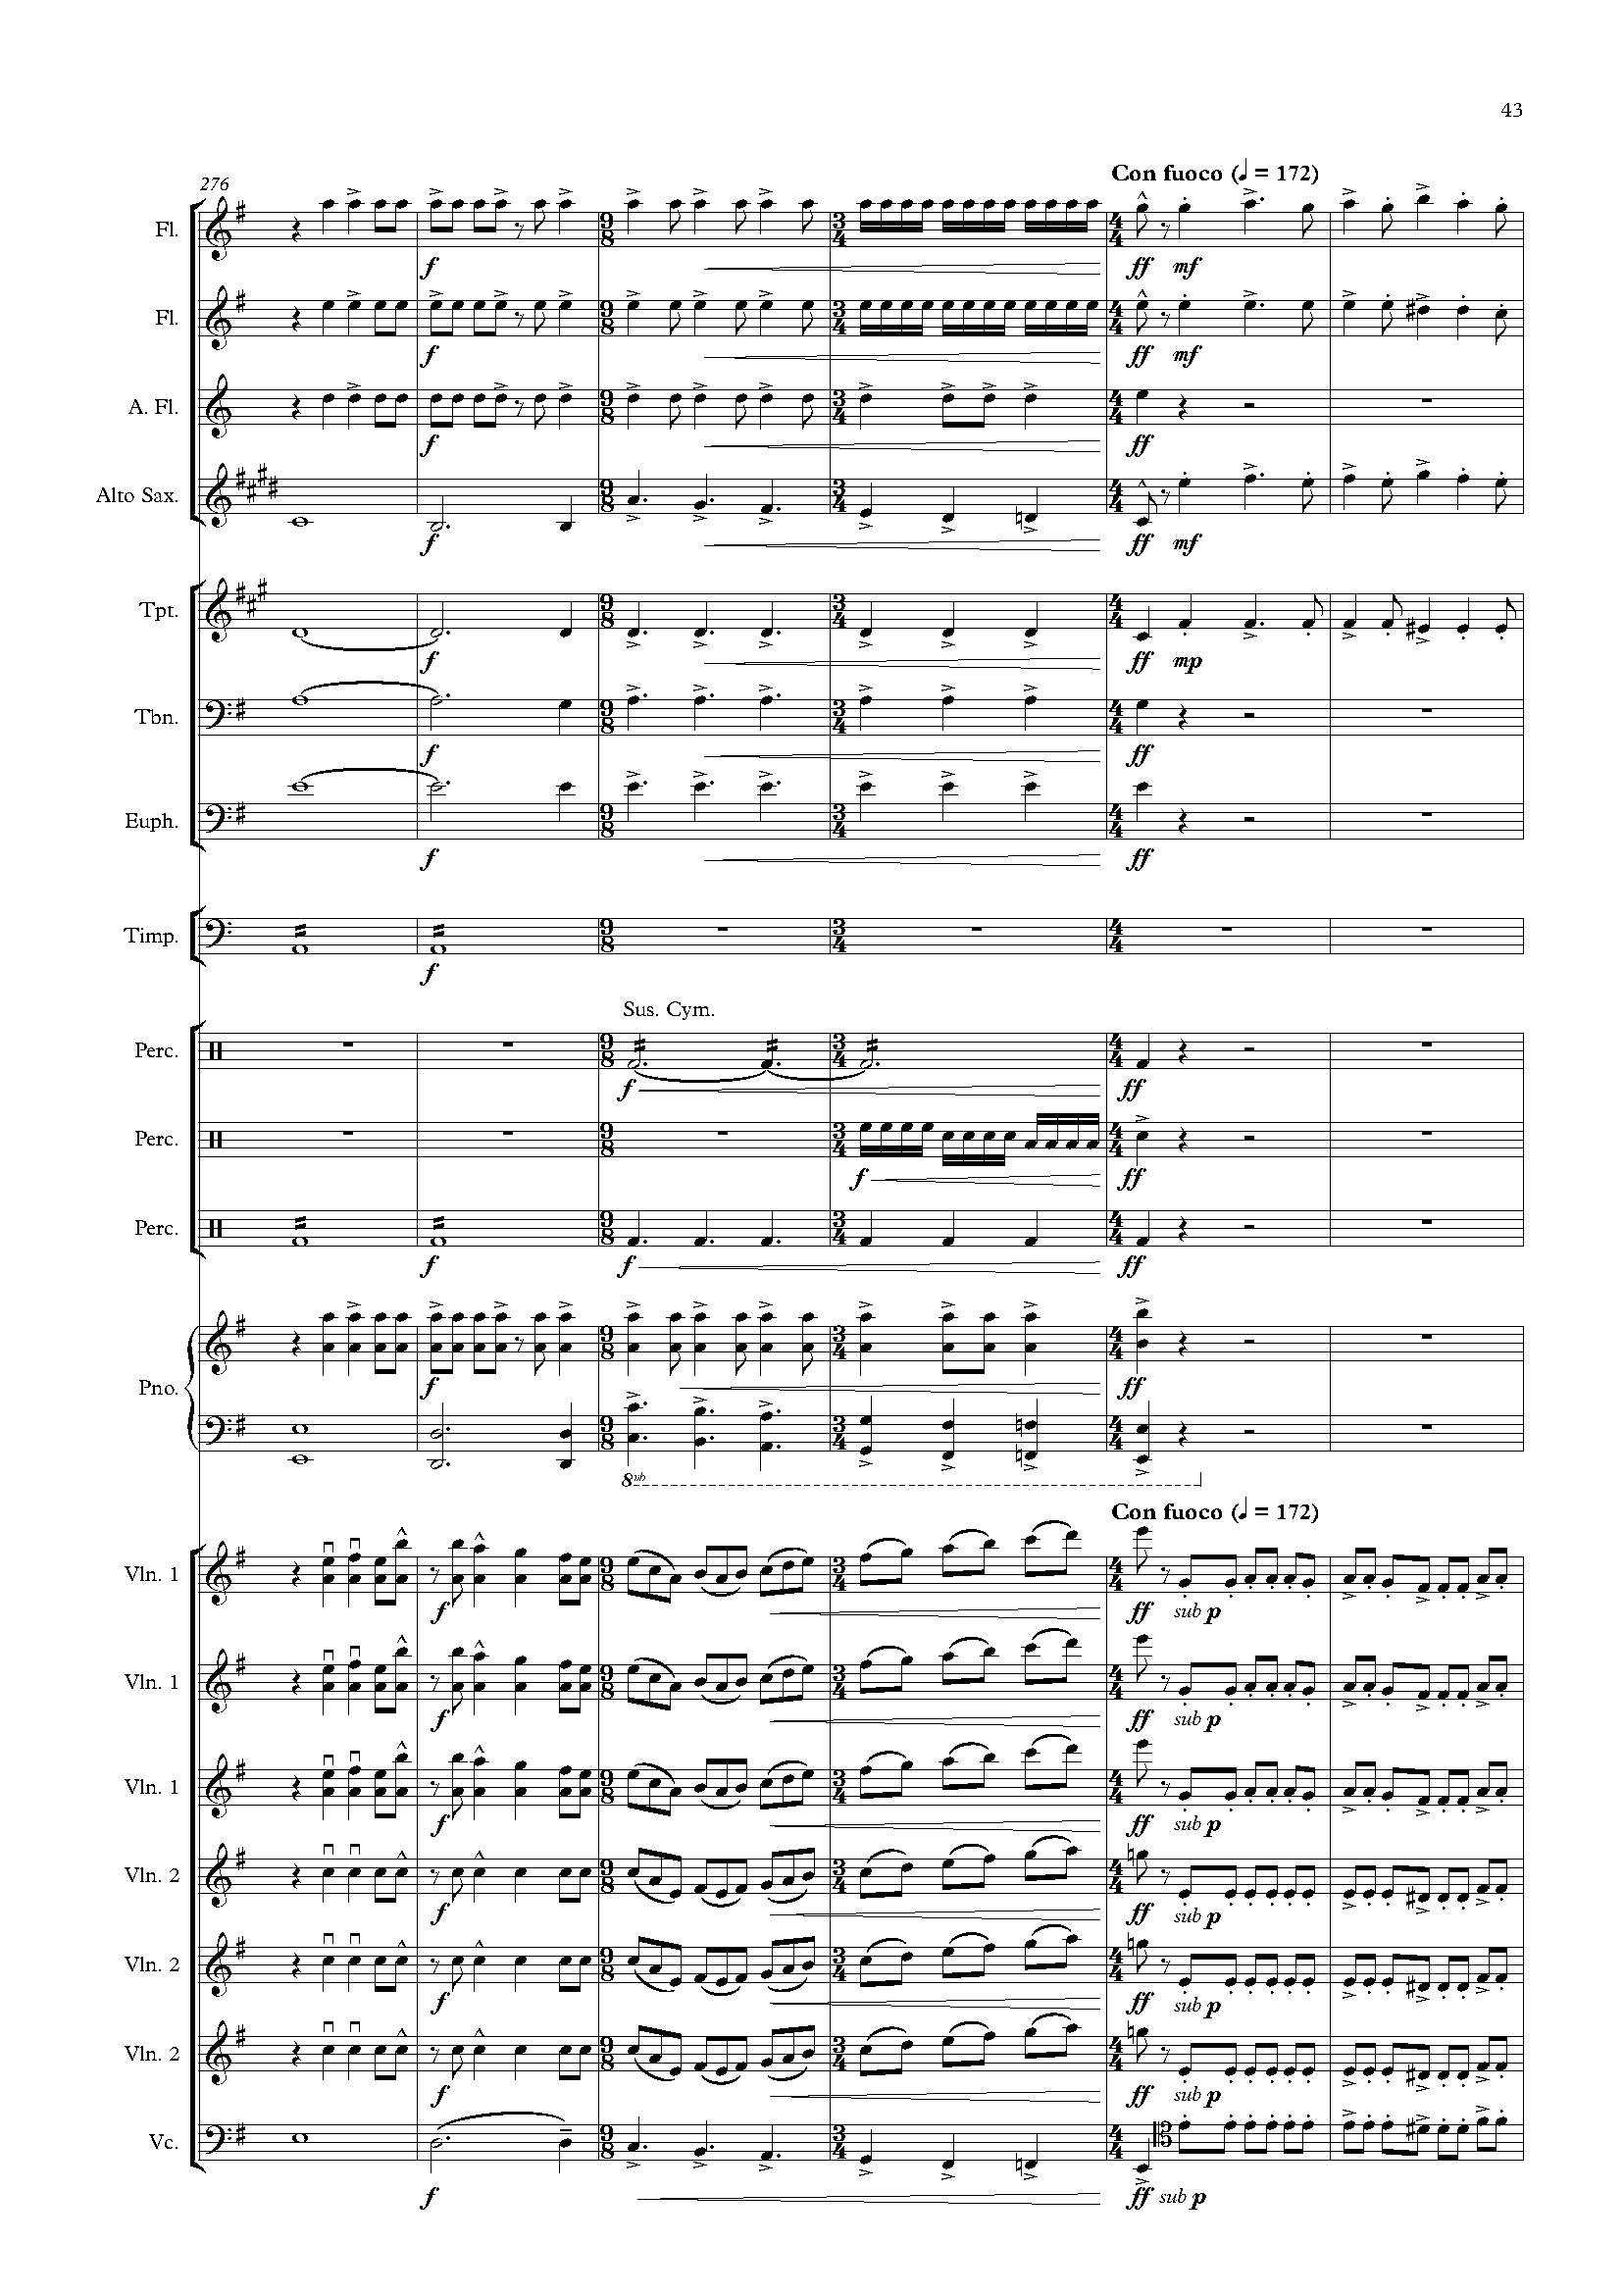 43
Con fuoco (♩ = 172)
276
Fl.
f ff mf
Fl.
f ff mf
A. Fl.
f ff
Alto Sax.
f ff mf
Tpt.
f ff mp
Tbn.
f ff
Euph.
f ff
Timp.
f
Sus. Cym.
Perc.
f ff
Perc.
f ff
Perc.
f f ff
Pno.
f ff
8vb
Con fuoco (♩ = 172)
Vln. 1
f ff sub p
Vln. 1
f ff sub p
Vln. 1
f ff sub p
Vln. 2
f ff sub p
Vln. 2
f ff sub p
Vln. 2
f ff sub p
Vc.
f ff sub p